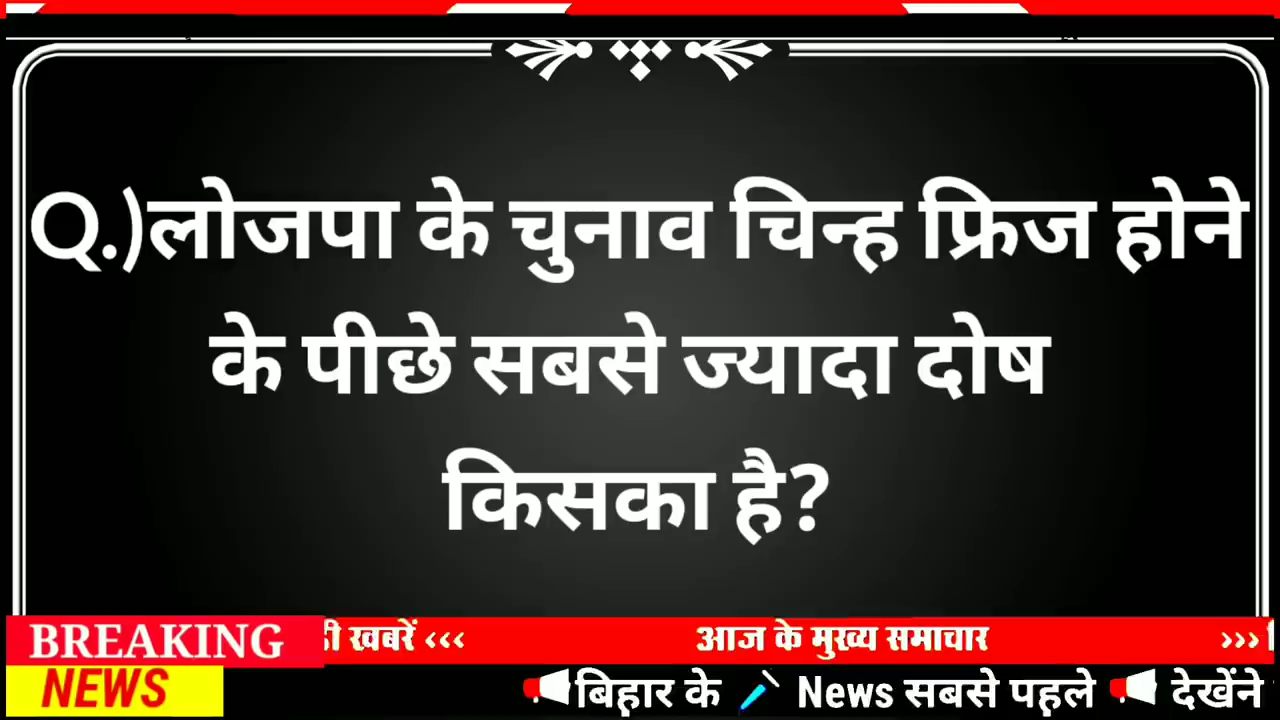 Q.)लोजपा के चुनाव चिन्ह फ्रिज होने
के पीछे सबसे ज्यादा दोष
किसका है?
BREAKING
NEWS
खबरें ‹‹‹ आज के मुख्य समाचार ›››
बिहार के News सबसे पहले देखेंने